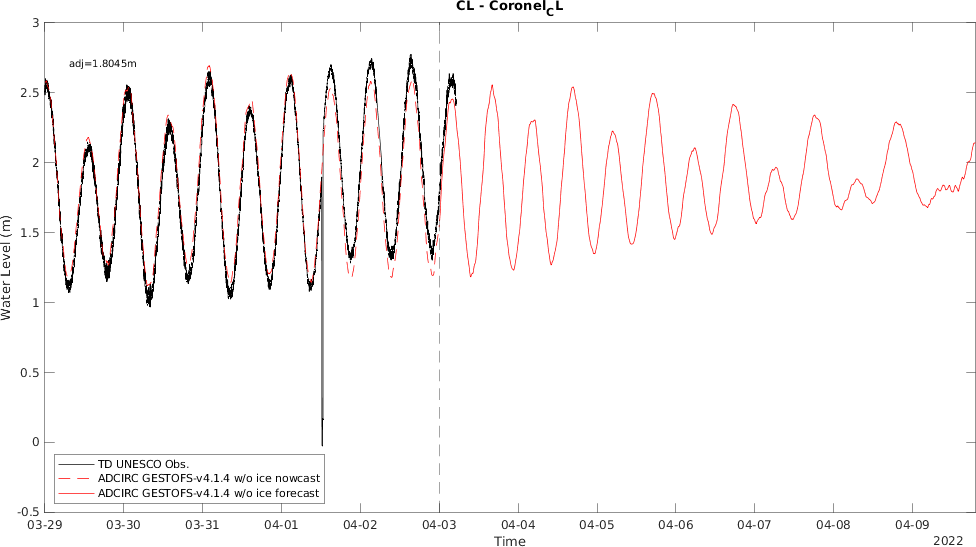 CL - Coronel_CL
adj=1.8045m
3
2.5
2
1.5
1
0.5
0
-0.5
Water Level (m)
TD UNESCO Obs.
ADCIRC GESTOFS-v4.1.4 w/o ice nowcast
ADCIRC GESTOFS-v4.1.4 w/o ice forecast
03-29 03-30 03-31 04-01 04-02 04-03 04-04 04-05 04-06 04-07 04-08 04-09
Time
2022